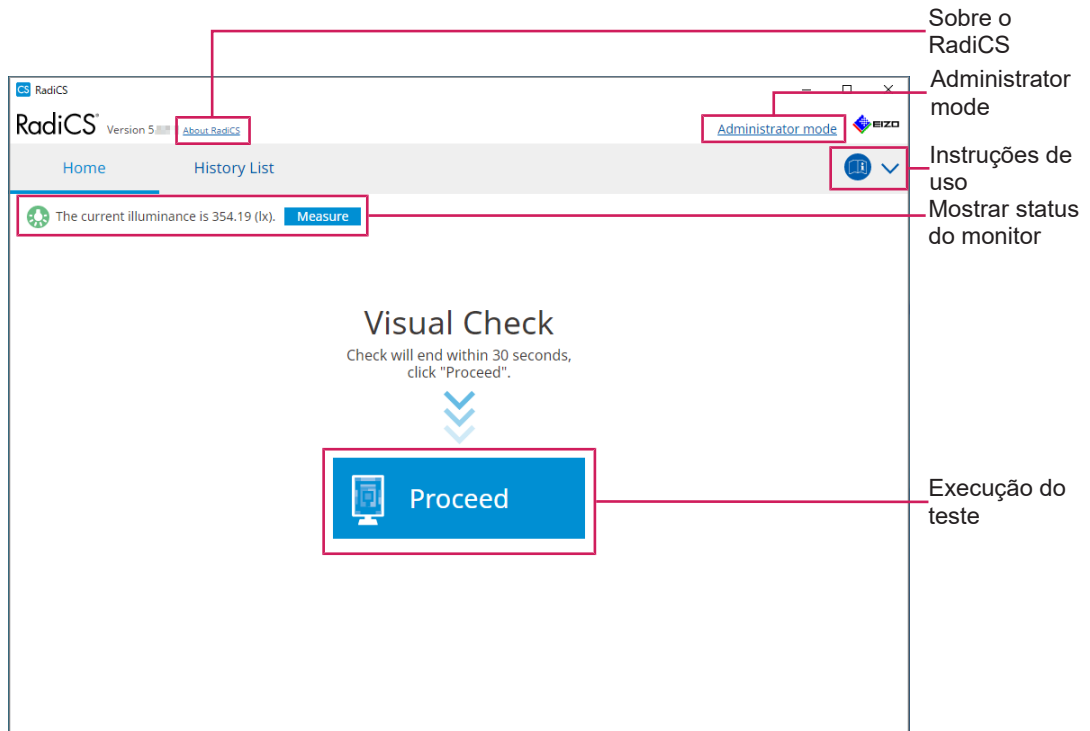 Sobre o
RadiCS
Administrator
mode
Instruções de
uso
Mostrar status
do monitor
Execução do
teste
CS RadiCS
RadiCS Version 5. About RadiCS
Administrator mode EIZO
Home History List
The current illuminance is 354.19 (lx). Measure
Visual Check
Check will end within 30 seconds,
click "Proceed".
Proceed